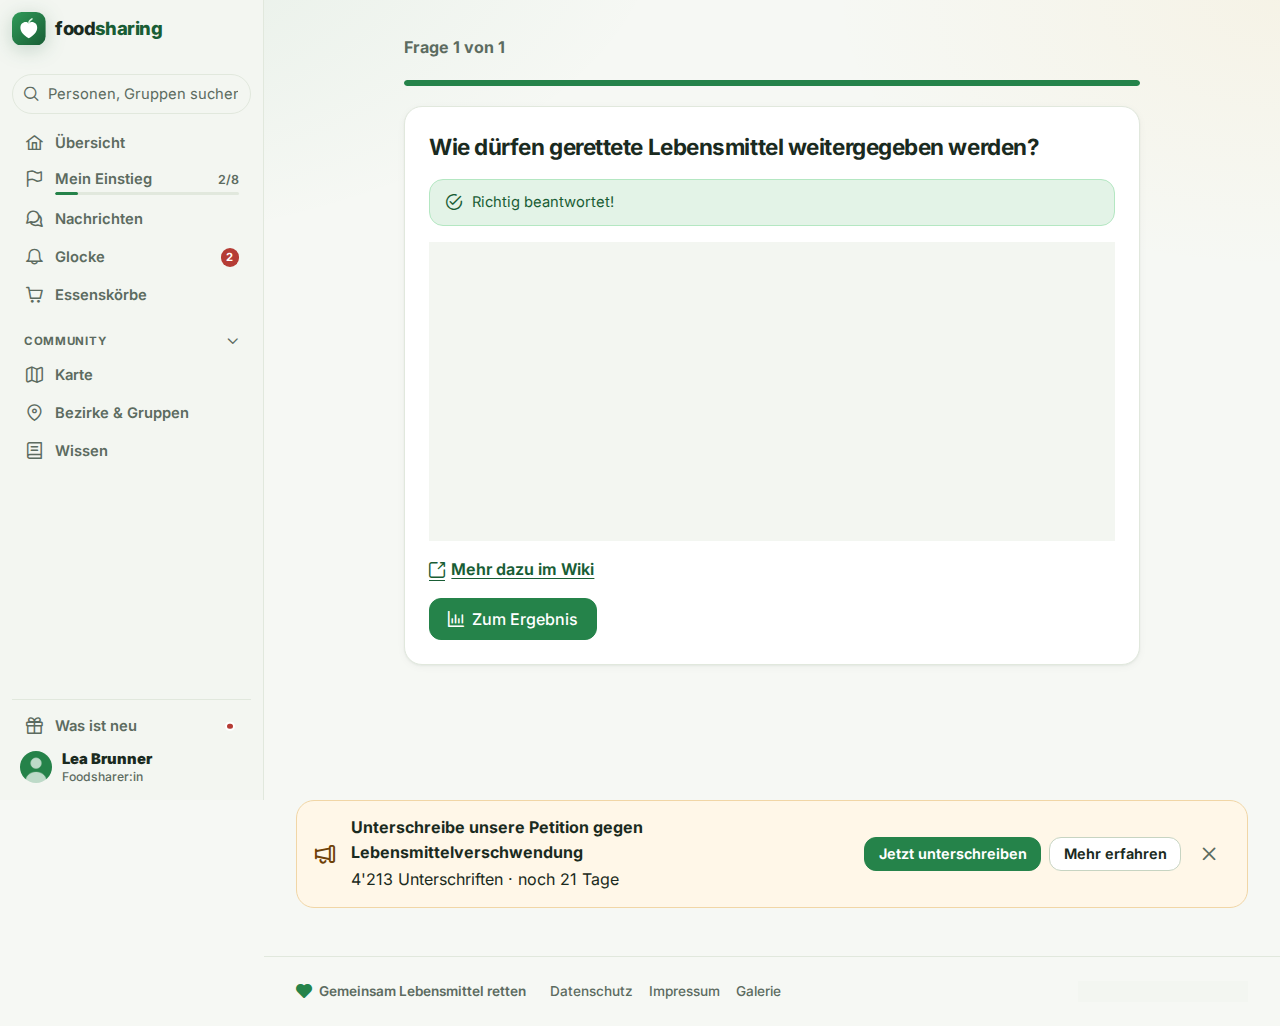 foodsharing
Personen, Gruppen sucher
Übersicht
Mein Einstieg 2/8
Nachrichten
Glocke 2
Essenskörbe
COMMUNITY
Karte
Bezirke & Gruppen
Wissen
Was ist neu
Lea Brunner
Foodsharer:in
Frage 1 von 1
Wie dürfen gerettete Lebensmittel weitergegeben werden?
Richtig beantwortet!
Mehr dazu im Wiki
Zum Ergebnis
Unterschreibe unsere Petition gegen
Lebensmittelverschwendung
4'213 Unterschriften · noch 21 Tage
Jetzt unterschreiben
Mehr erfahren
Gemeinsam Lebensmittel retten Datenschutz Impressum Galerie